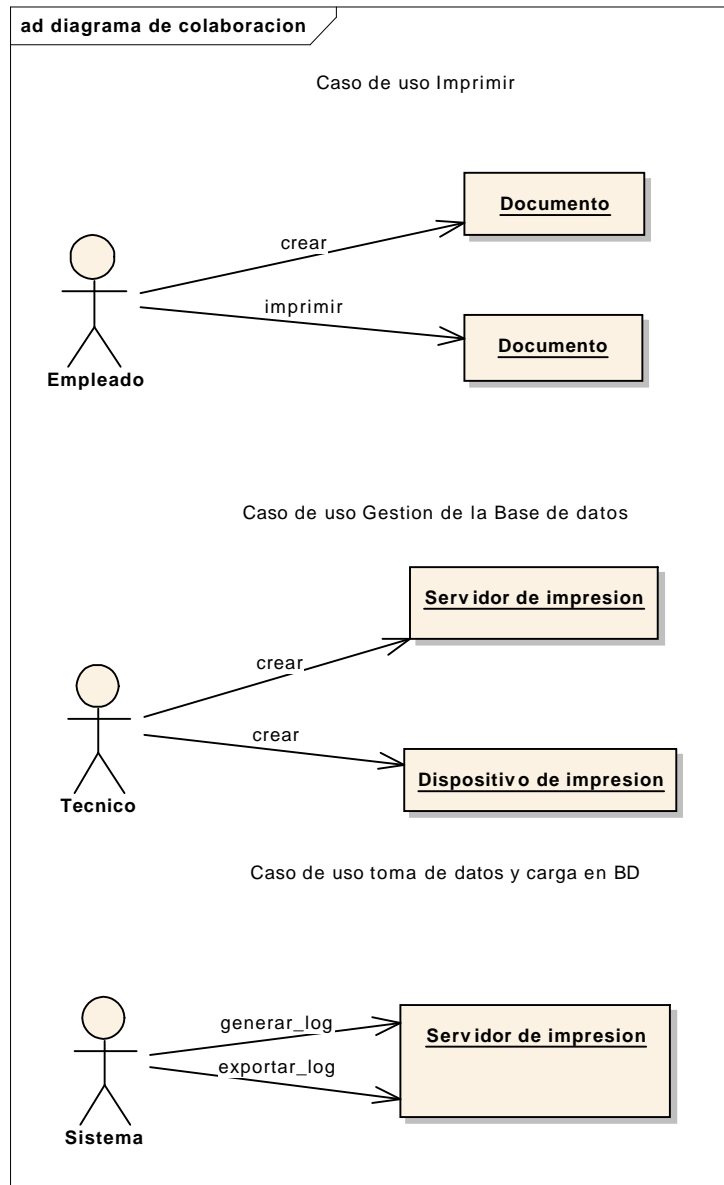 ad diagrama de colaboracion
Caso de uso Imprimir
Documento
crear
imprimir
Documento
Empleado
Caso de uso Gestion de la Base de datos
Servidor de impresion
crear
crear
Dispositivo de impresion
Tecnico
Caso de uso toma de datos y carga en BD
generar_log
Servidor de impresion
exportar_log
Sistema